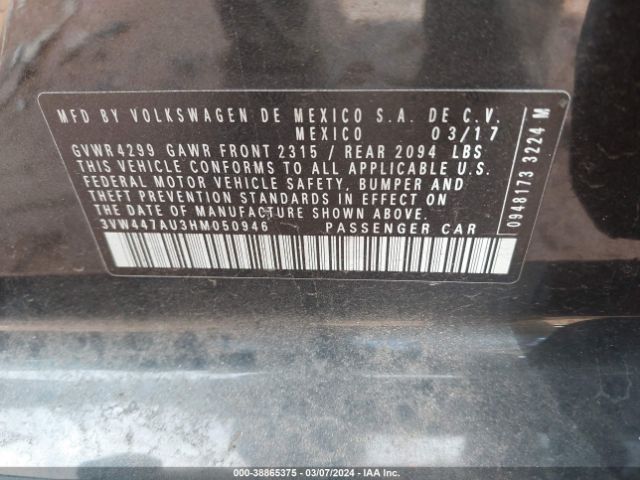 MFD BY VOLKSWAGEN DE MEXICO S.A. DE C.V.
MEXICO 03/17
GVWR 4299 GAWR FRONT 2315 / REAR 2094 LBS
THIS VEHICLE CONFORMS TO ALL APPLICABLE U.S.
FEDERAL MOTOR VEHICLE SAFETY, BUMPER AND
THEFT PREVENTION STANDARDS IN EFFECT ON
THE DATE OF MANUFACTURE SHOWN ABOVE.
3VW447AU3HM050946 PASSENGER CAR
0948173 3224 M
000-38865375 - 03/07/2024 - IAA Inc.